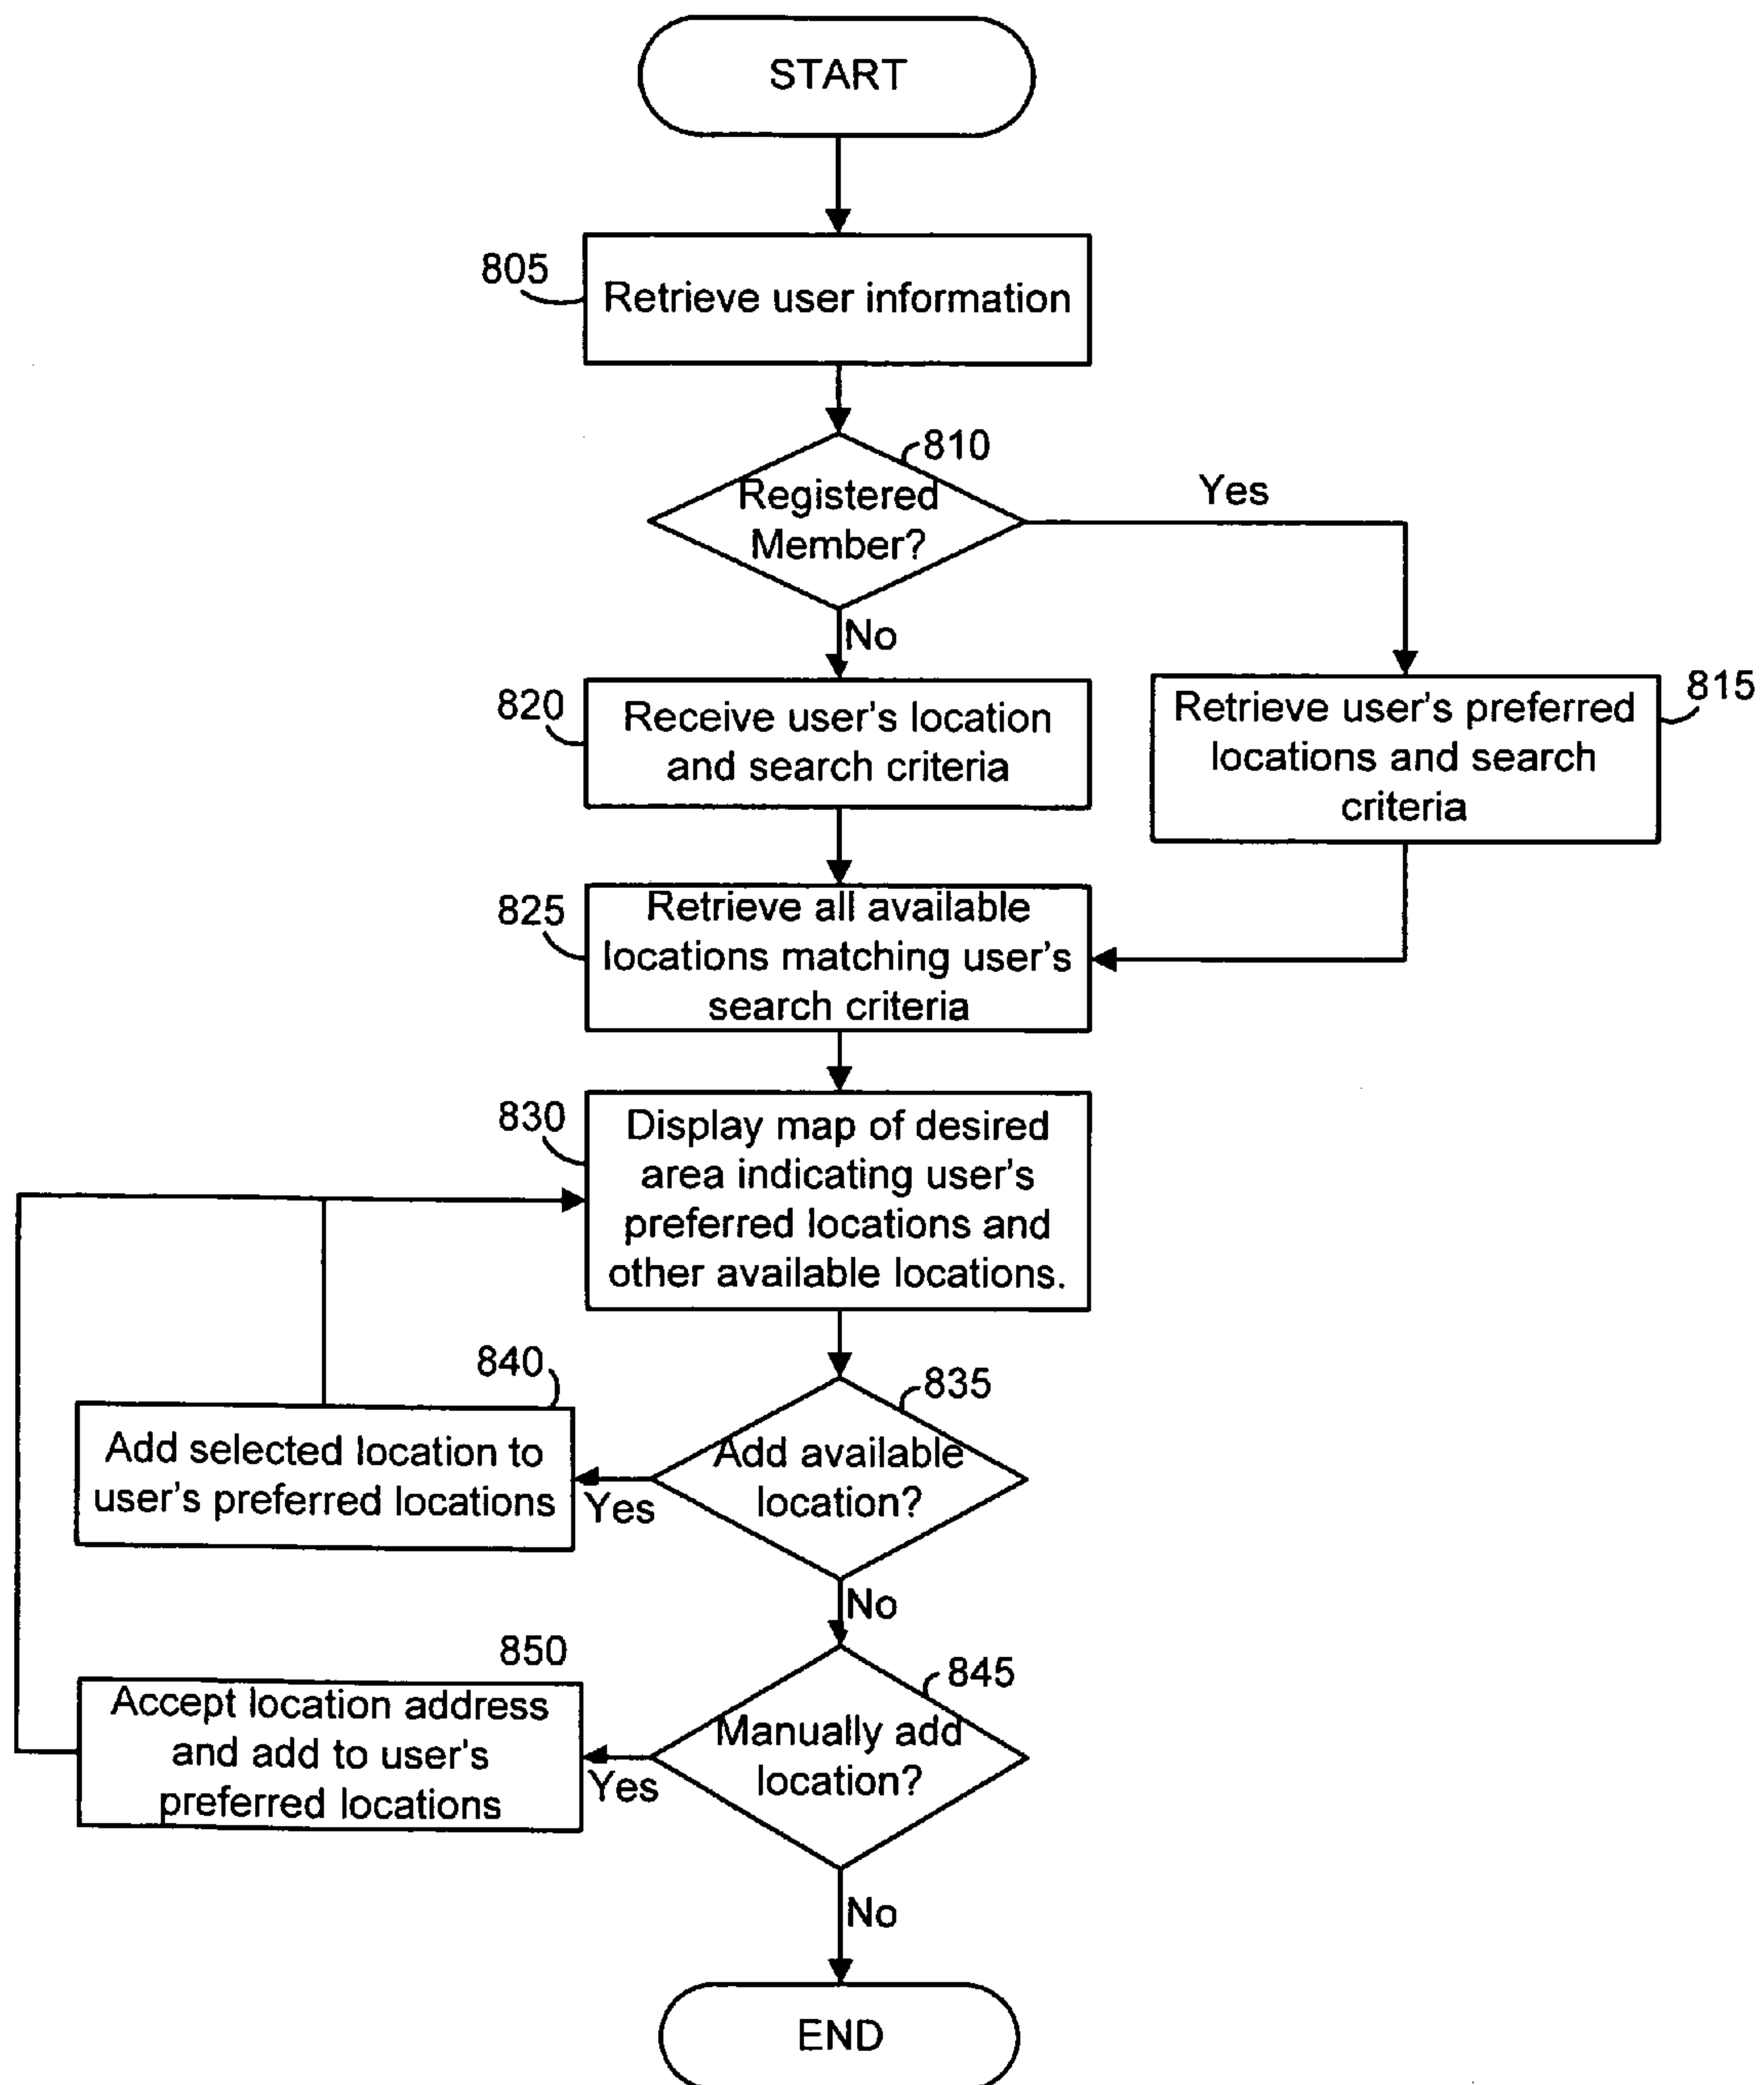 START
805
Retrieve user information
810
Registered
Member?
Yes
No
820
Receive user's location
and search criteria
815
Retrieve user's preferred
locations and search
criteria
825
Retrieve all available
locations matching user's
search criteria
830
Display map of desired
area indicating user's
preferred locations and
other available locations.
835
Add available
location?
Yes
840
Add selected location to
user's preferred locations
No
845
Manually add
location?
Yes
850
Accept location address
and add to user's
preferred locations
No
END